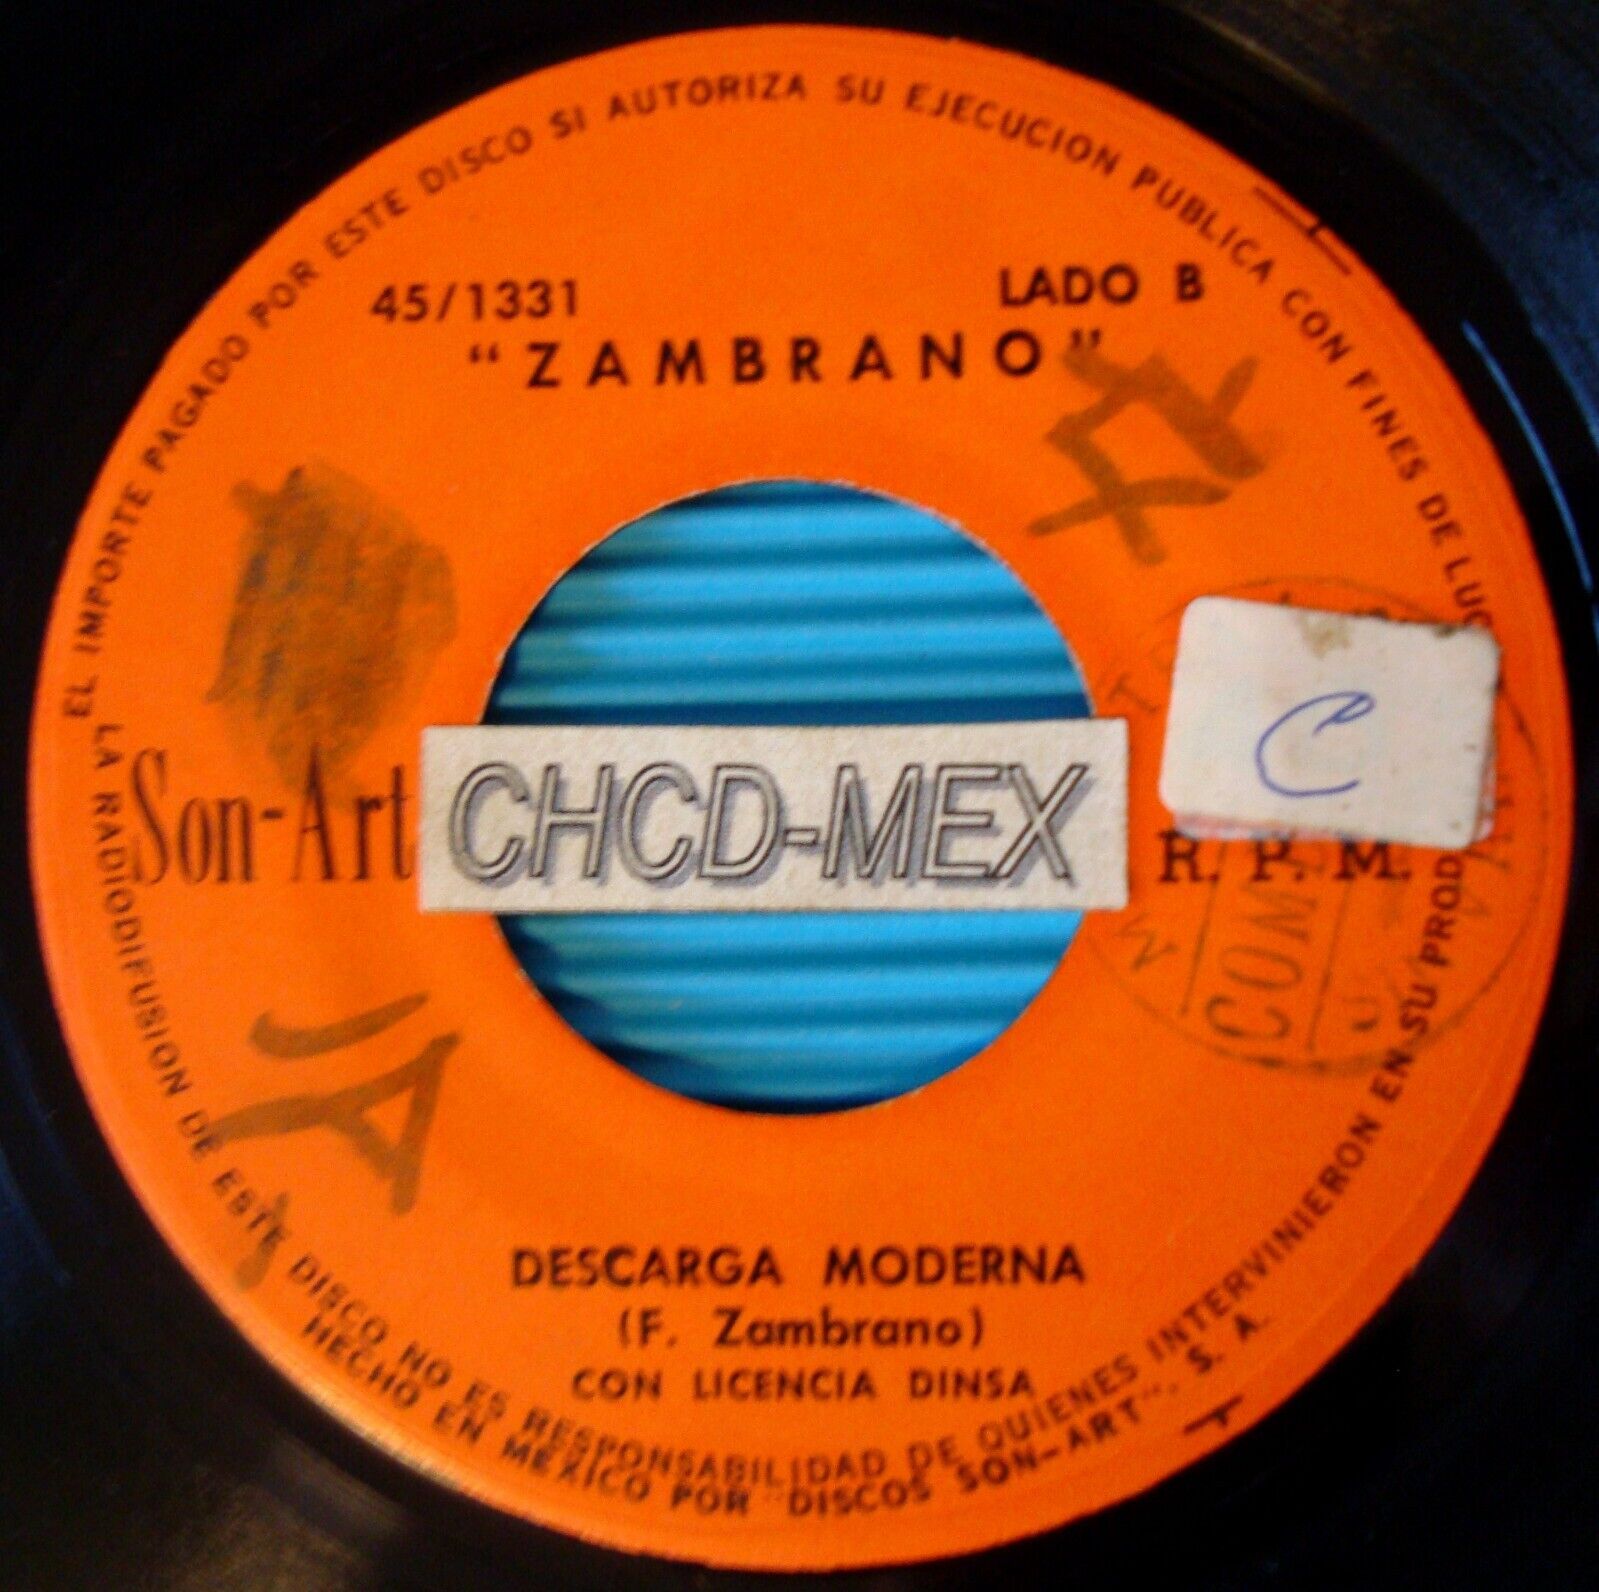 EL IMPORTE PAGADO POR ESTE DISCO SI AUTORIZA SU EJECUCION PUBLICA CON FINES DE
45/1331
LADO B
"ZAMBRANO"
C
Son-Art
CHCD-MEX
R. P. M.
COM
JA
DESCARGA MODERNA
(F. Zambrano)
CON LICENCIA DINSA
LA RADIODIFUSION DE ESTE DISCO NO ES RESPONSABILIDAD DE QUIENES INTERVINIERON EN SU
HECHO EN MEXICO POR "DISCOS SON-ART", S. A.